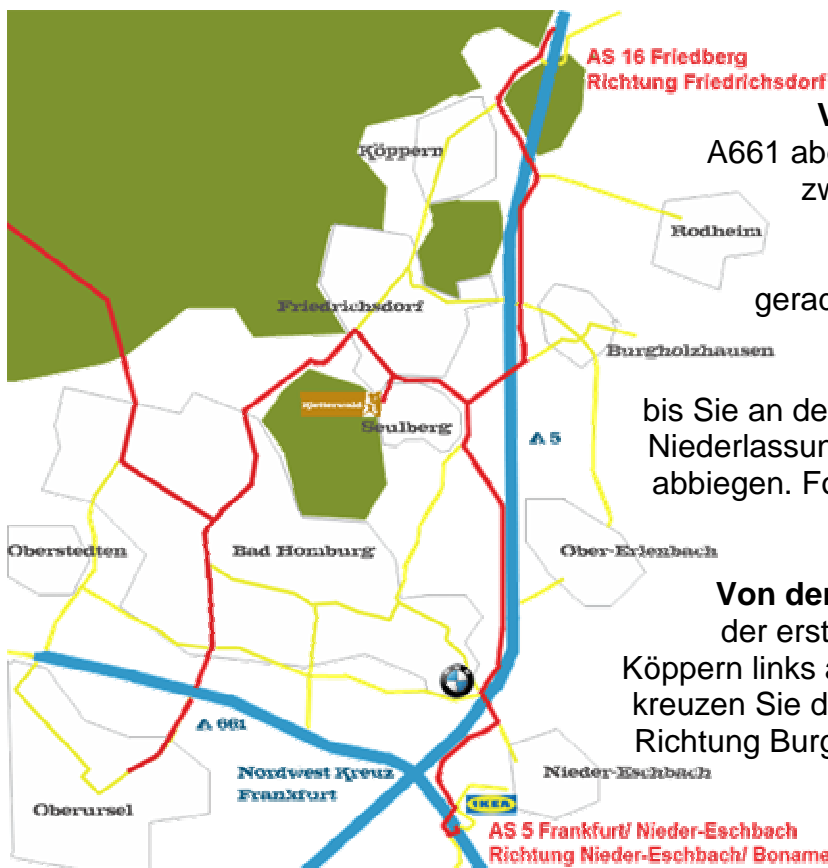 AS 16 Friedberg
Richtung Friedrichsdorf
V
A661 ab
zw
Köppern
Rodheim
gerac
Friedrichsdorf
Burgholzhausen
Kletterwald
Seulberg
bis Sie an de
Niederlassun
abbiegen. Fo
A 5
Oberstedten
Bad Homburg
Ober-Erlenbach
Von der
der erst
Köppern links a
kreuzen Sie d
Richtung Burg
A 661
Nordwest Kreuz
Frankfurt
Nieder-Eschbach
Oberursel
IKEA
AS 5 Frankfurt/ Nieder-Eschbach
Richtung Nieder-Eschbach/ Boname